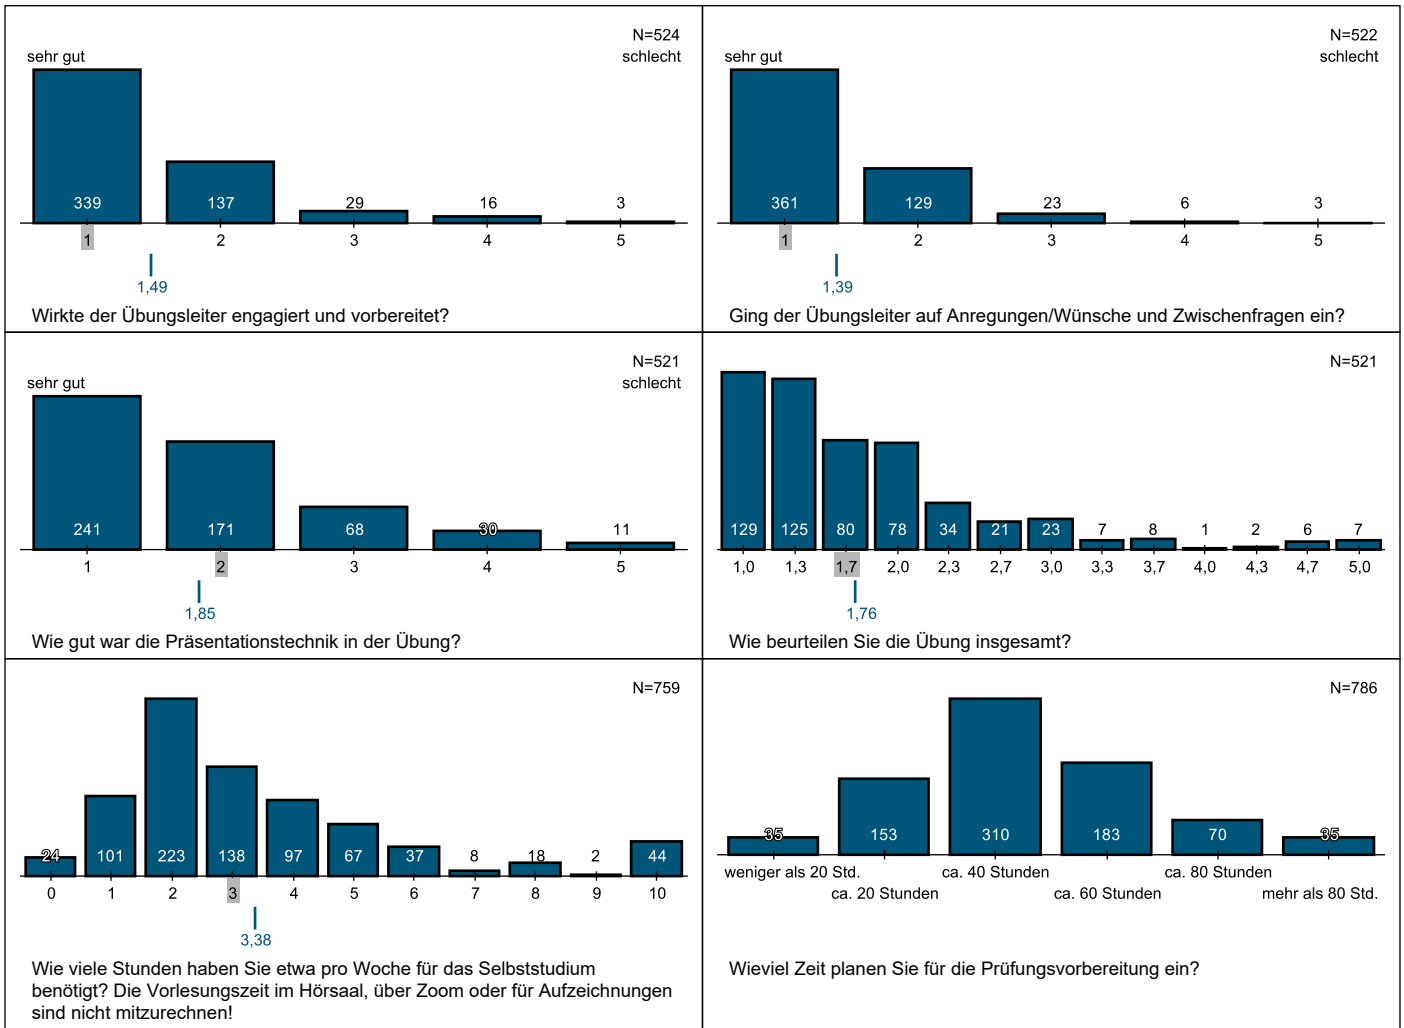 N=524
sehr gut schlecht
339 137 29 16 3
1 2 3 4 5
1,49
Wirkte der Übungsleiter engagiert und vorbereitet?
N=522
sehr gut schlecht
361 129 23 6 3
1 2 3 4 5
1,39
Ging der Übungsleiter auf Anregungen/Wünsche und Zwischenfragen ein?
N=521
sehr gut schlecht
241 171 68 30 11
1 2 3 4 5
1,85
Wie gut war die Präsentationstechnik in der Übung?
N=521
129 125 80 78 34 21 23 7 8 1 2 6 7
1,0 1,3 1,7 2,0 2,3 2,7 3,0 3,3 3,7 4,0 4,3 4,7 5,0
1,76
Wie beurteilen Sie die Übung insgesamt?
N=759
24 101 223 138 97 67 37 8 18 2 44
0 1 2 3 4 5 6 7 8 9 10
3,38
Wie viele Stunden haben Sie etwa pro Woche für das Selbststudium
benötigt? Die Vorlesungszeit im Hörsaal, über Zoom oder für Aufzeichnungen
sind nicht mitzurechnen!
N=786
35 153 310 183 70 35
weniger als 20 Std. ca. 40 Stunden ca. 80 Stunden
ca. 20 Stunden ca. 60 Stunden mehr als 80 Std.
Wieviel Zeit planen Sie für die Prüfungsvorbereitung ein?